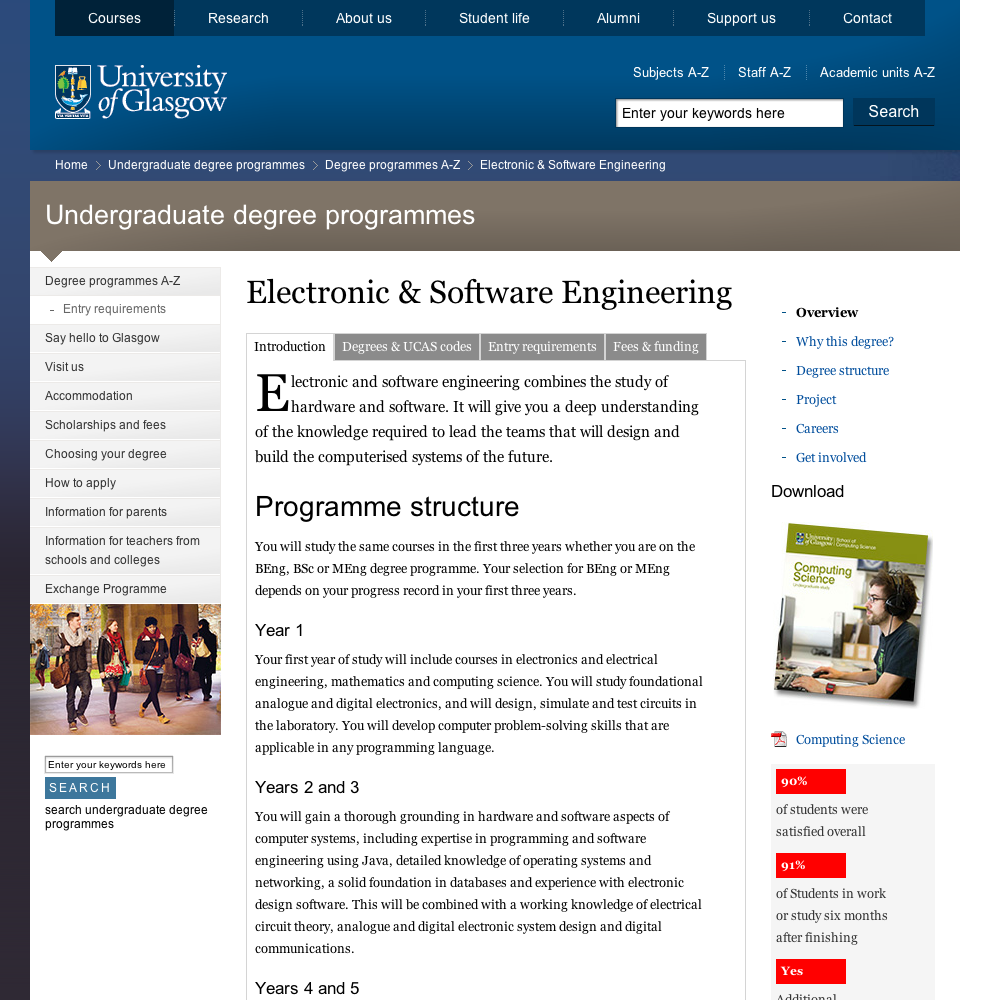 Courses
Research
About us
Student life
Alumni
Support us
Contact
Subjects A-Z
Staff A-Z
Academic units A-Z
University
of Glasgow
VIA VERITAS VITA
Enter your keywords here
Search
Home
Undergraduate degree programmes
Degree programmes A-Z
Electronic & Software Engineering
Undergraduate degree programmes
Degree programmes A-Z
- Entry requirements
Say hello to Glasgow
Visit us
Accommodation
Scholarships and fees
Choosing your degree
How to apply
Information for parents
Information for teachers from
schools and colleges
Exchange Programme
Enter your keywords here
SEARCH
search undergraduate degree
programmes
Electronic & Software Engineering
Introduction
Degrees & UCAS codes
Entry requirements
Fees & funding
Electronic and software engineering combines the study of
hardware and software. It will give you a deep understanding
of the knowledge required to lead the teams that will design and
build the computerised systems of the future.
Programme structure
You will study the same courses in the first three years whether you are on the
BEng, BSc or MEng degree programme. Your selection for BEng or MEng
depends on your progress record in your first three years.
Year 1
Your first year of study will include courses in electronics and electrical
engineering, mathematics and computing science. You will study foundational
analogue and digital electronics, and will design, simulate and test circuits in
the laboratory. You will develop computer problem-solving skills that are
applicable in any programming language.
Years 2 and 3
You will gain a thorough grounding in hardware and software aspects of
computer systems, including expertise in programming and software
engineering using Java, detailed knowledge of operating systems and
networking, a solid foundation in databases and experience with electronic
design software. This will be combined with a working knowledge of electrical
circuit theory, analogue and digital electronic system design and digital
communications.
Years 4 and 5
- Overview
- Why this degree?
- Degree structure
- Project
- Careers
- Get involved
Download
University
of Glasgow
School of
Computing Science
Computing
Science
Undergraduate study
Computing Science
90%
of students were
satisfied overall
91%
of Students in work
or study six months
after finishing
Yes
Additional